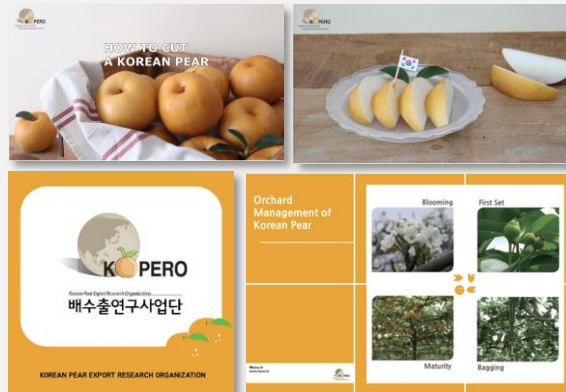 KOPERO
HOW TO CUT
A KOREAN PEAR
KOPERO
KOPERO
Korean Pear Export Research Organization
배수출연구사업단
KOREAN PEAR EXPORT RESEARCH ORGANIZATION
Orchard
Management of
Korean Pear
Blooming
First Set
Maturity
Bagging
KOPERO